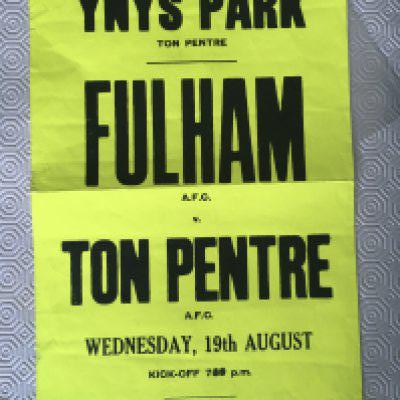 YNYS PARK
TON PENTRE
FULHAM
A.F.C.
v.
TON PENTRE
A.F.C.
WEDNESDAY, 19th AUGUST
KICK-OFF p.m.